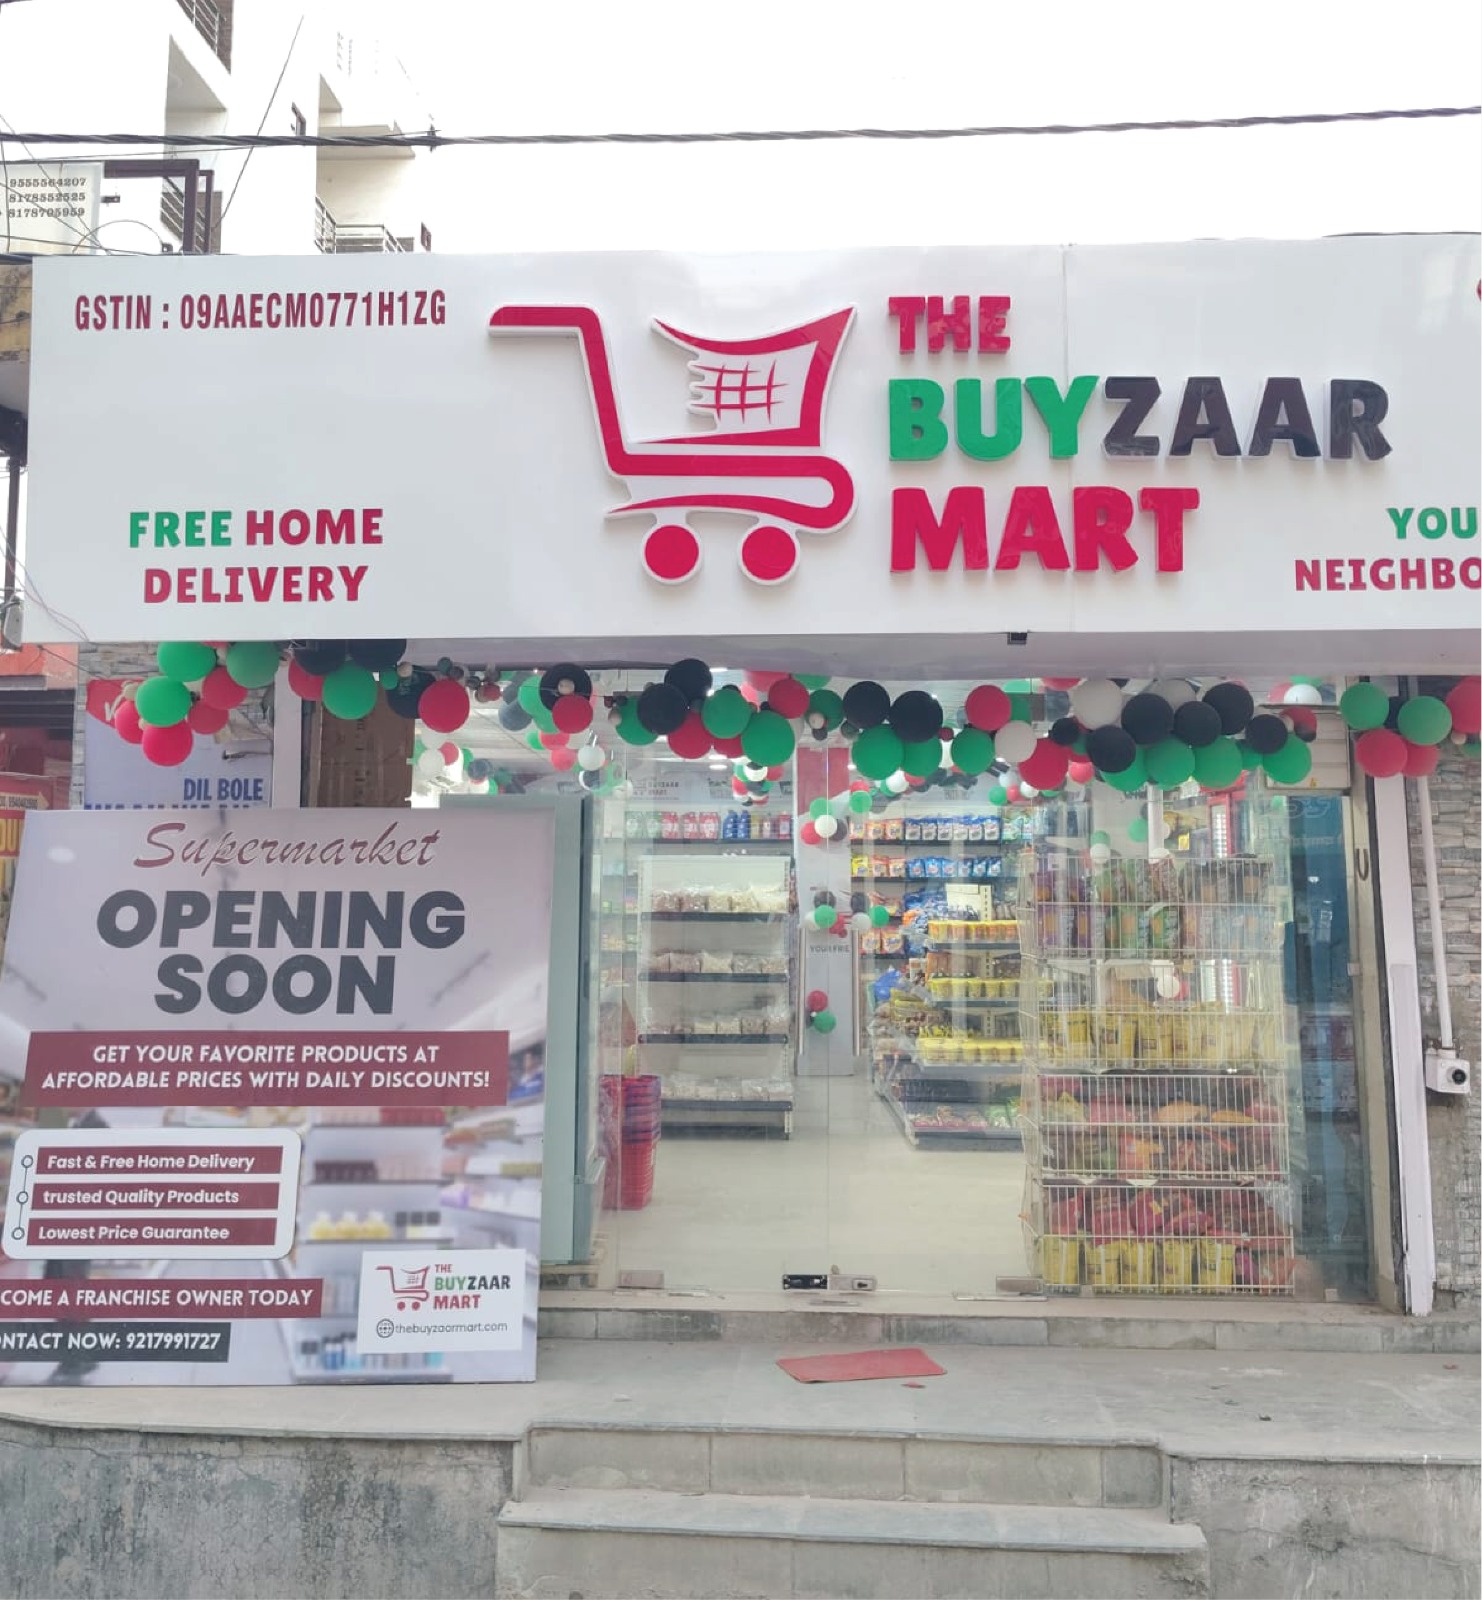 9555564207
8178552525
8178705959
GSTIN : 09AAECM0771H1ZG
FREE HOME
DELIVERY
THE
BUYZAAR
MART
YOU
NEIGHBO
DIL BOLE
Supermarket
OPENING
SOON
GET YOUR FAVORITE PRODUCTS AT
AFFORDABLE PRICES WITH DAILY DISCOUNTS!
Fast & Free Home Delivery
trusted Quality Products
Lowest Price Guarantee
COME A FRANCHISE OWNER TODAY
ONTACT NOW: 9217991727
THE
BUYZAAR
MART
thebuyzaarmart.com
YOUR FRIE